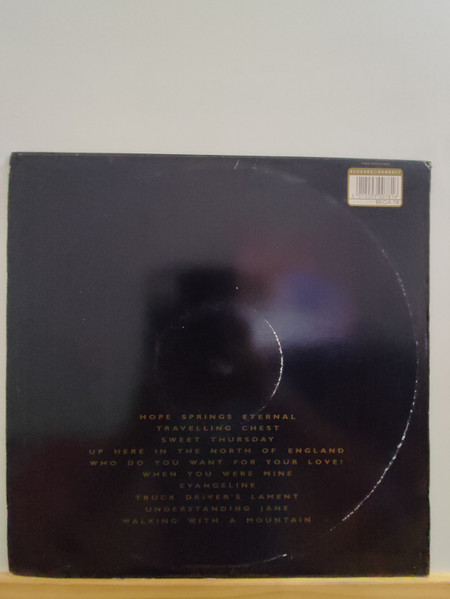 HOPE SPRINGS ETERNAL
TRAVELLING CHEST
SWEET THURSDAY
UP HERE IN THE NORTH OF ENGLAND
WHO DO YOU WANT FOR YOUR LOVE?
WHEN YOU WERE MINE
EVANGELINE
TRUCK DRIVER'S LAMENT
UNDERSTANDING JANE
WALKING WITH A MOUNTAIN